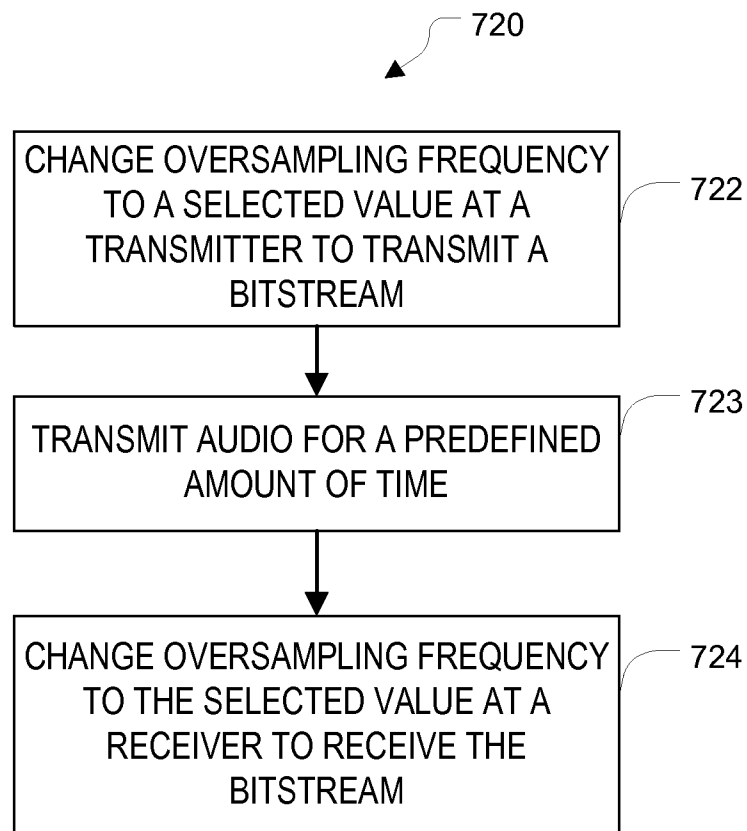 720
CHANGE OVERSAMPLING FREQUENCY
TO A SELECTED VALUE AT A
TRANSMITTER TO TRANSMIT A
BITSTREAM
722
TRANSMIT AUDIO FOR A PREDEFINED
AMOUNT OF TIME
723
CHANGE OVERSAMPLING FREQUENCY
TO THE SELECTED VALUE AT A
RECEIVER TO RECEIVE THE
BITSTREAM
724